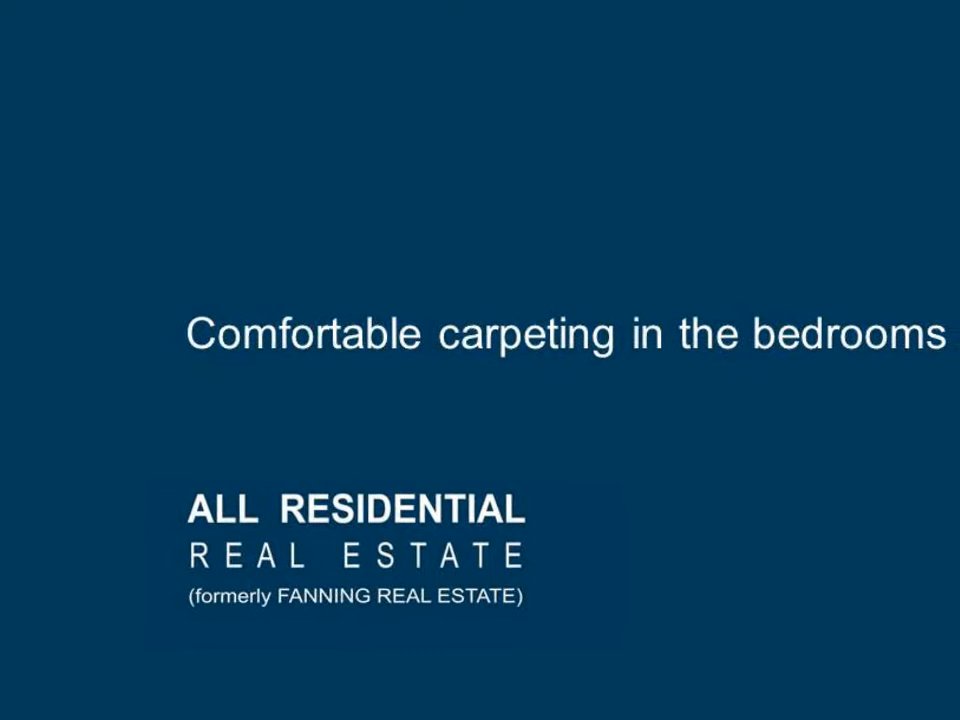 Comfortable carpeting in the bedrooms
ALL RESIDENTIAL
REAL ESTATE
(formerly FANNING REAL ESTATE)